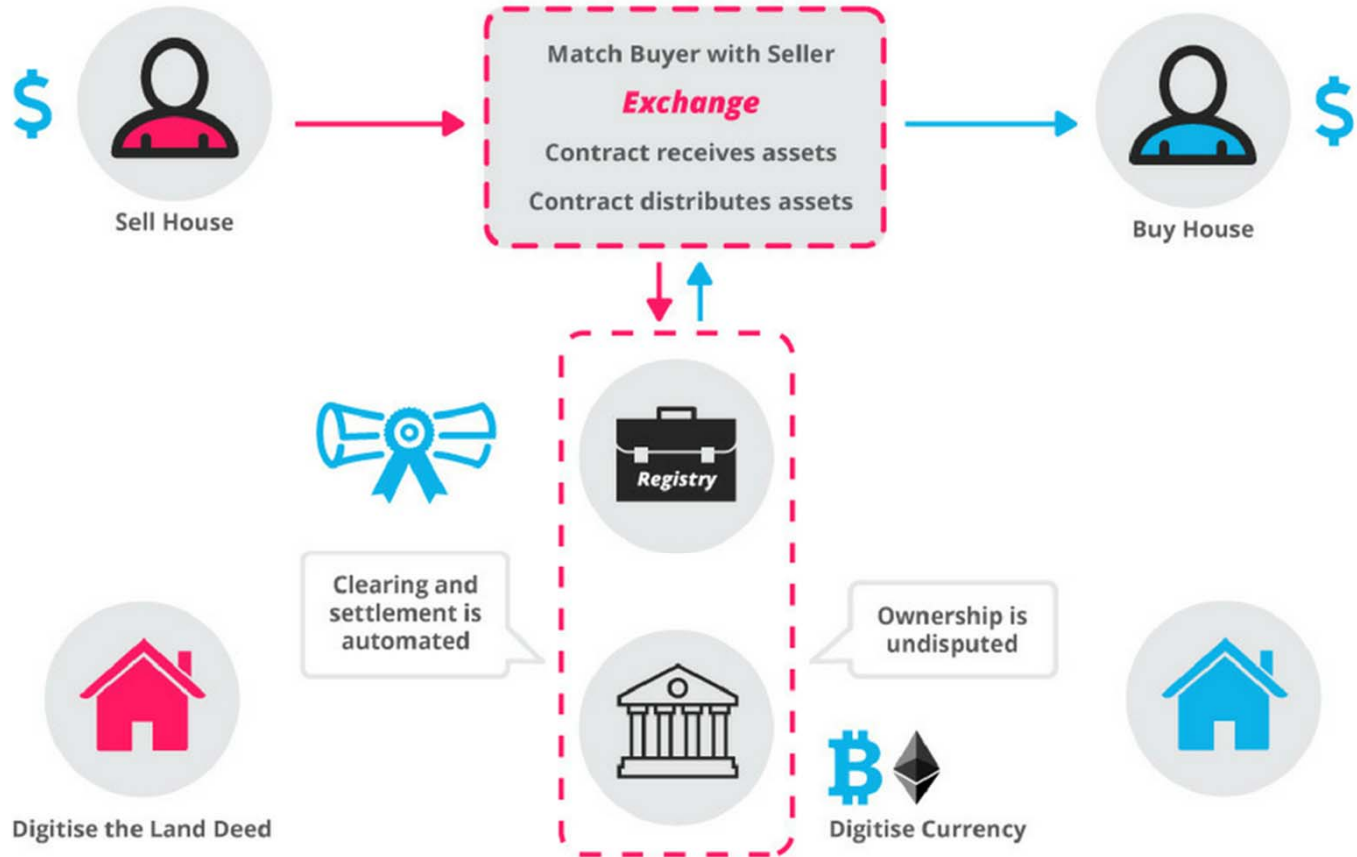 Match Buyer with Seller
Exchange
Contract receives assets
Contract distributes assets
$
$
Sell House
Buy House
Registry
Clearing and
settlement is
automated
Ownership is
undisputed
Digitise the Land Deed
Digitise Currency